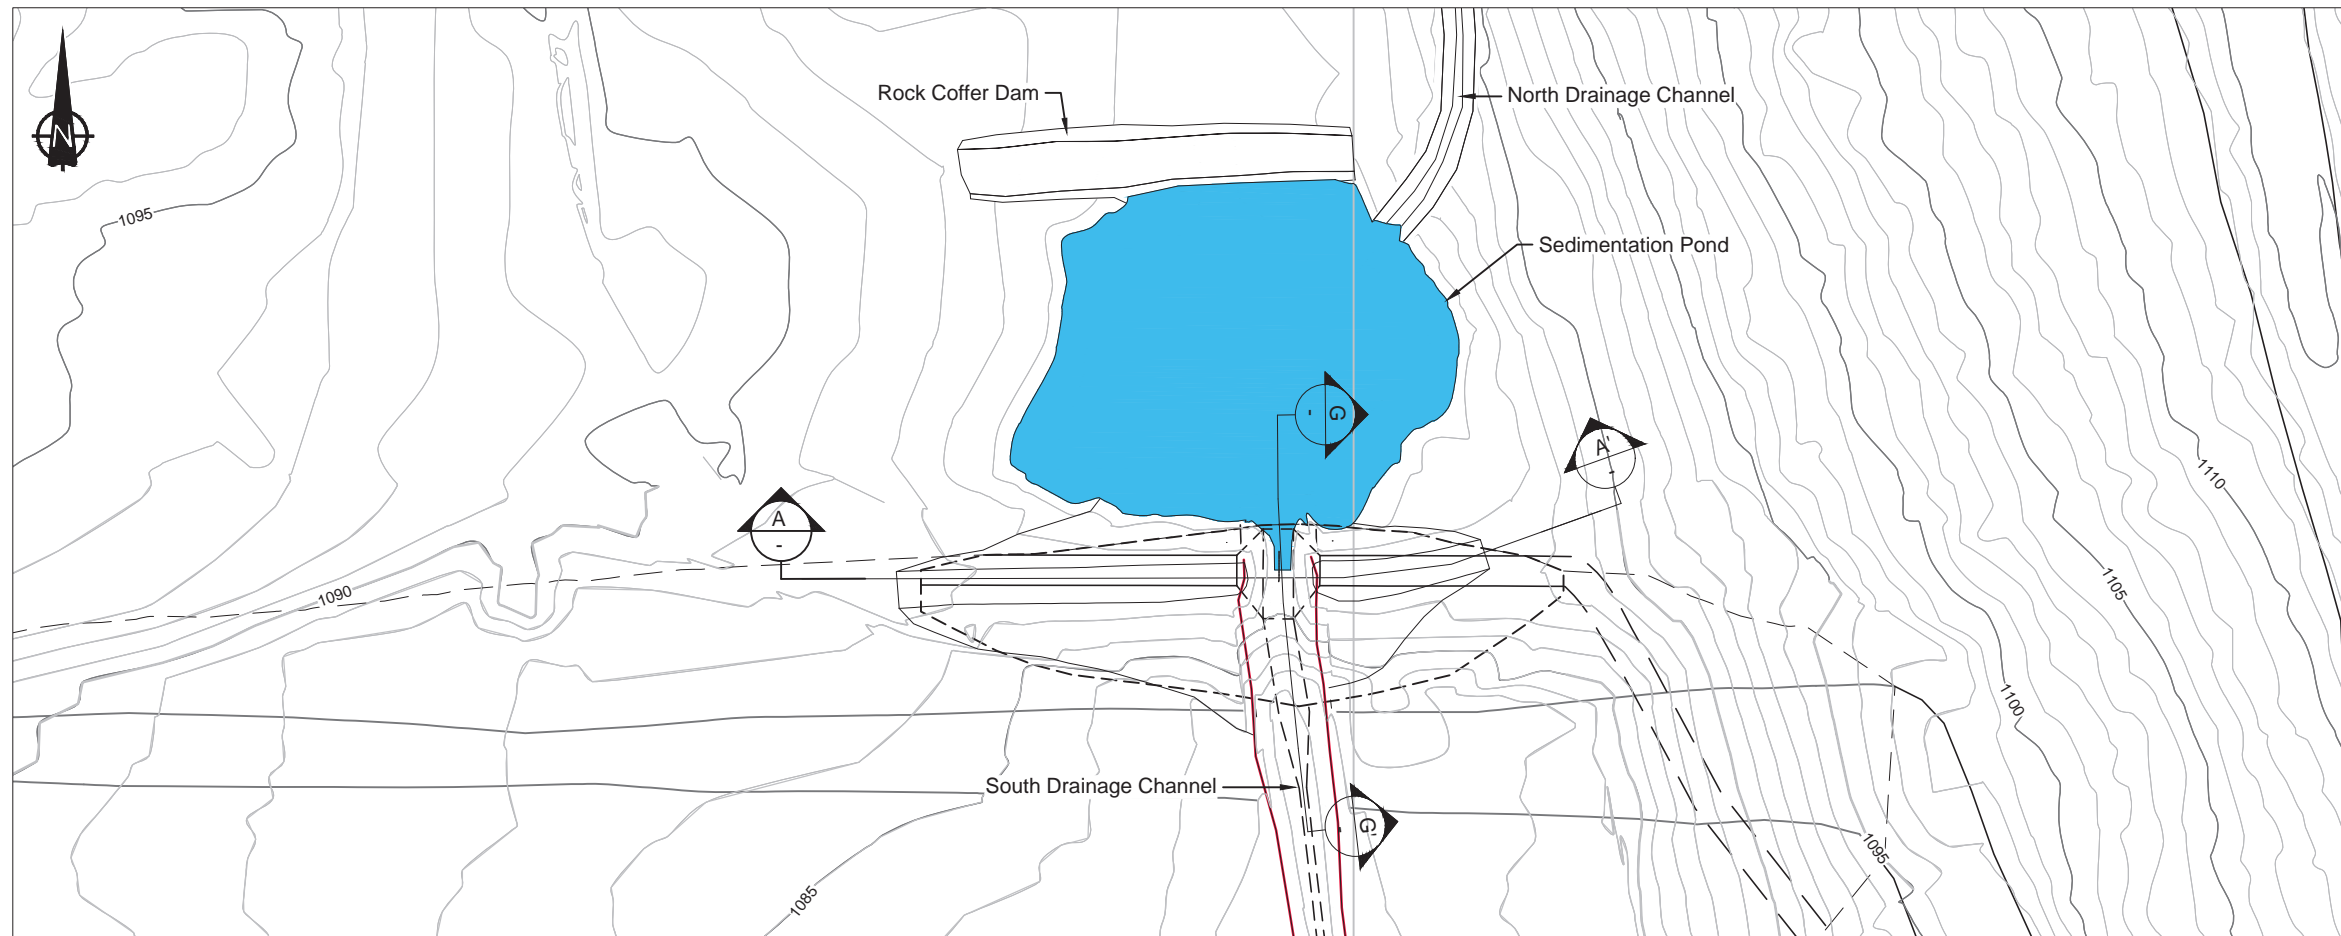 N
Rock Coffer Dam
North Drainage Channel
1095
Sedimentation Pond
G
-
A'
-
1110
A
-
1105
1090
1100
South Drainage Channel
G'
-
1095
1085